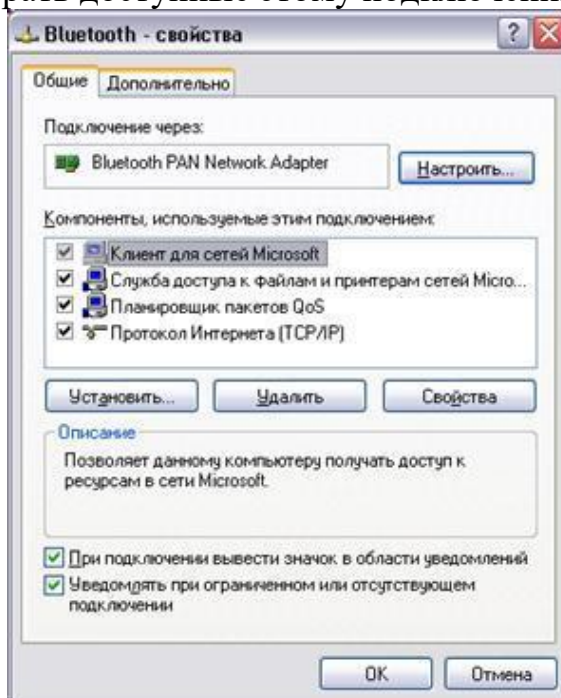 доступные этому
Bluetooth - свойства
Общие
Дополнительно
Подключение через:
Bluetooth PAN Network Adapter
Настроить...
Компоненты, используемые этим подключением:
Клиент для сетей Microsoft
Служба доступа к файлам и принтерам сетей Micro...
Планировщик пакетов QoS
Протокол Интернета (TCP/IP)
Установить...
Удалить
Свойства
Описание
Позволяет данному компьютеру получать доступ к
ресурсам в сети Microsoft.
При подключении вывести значок в области уведомлений
Уведомлять при ограниченном или отсутствующем
подключении
OK
Отмена